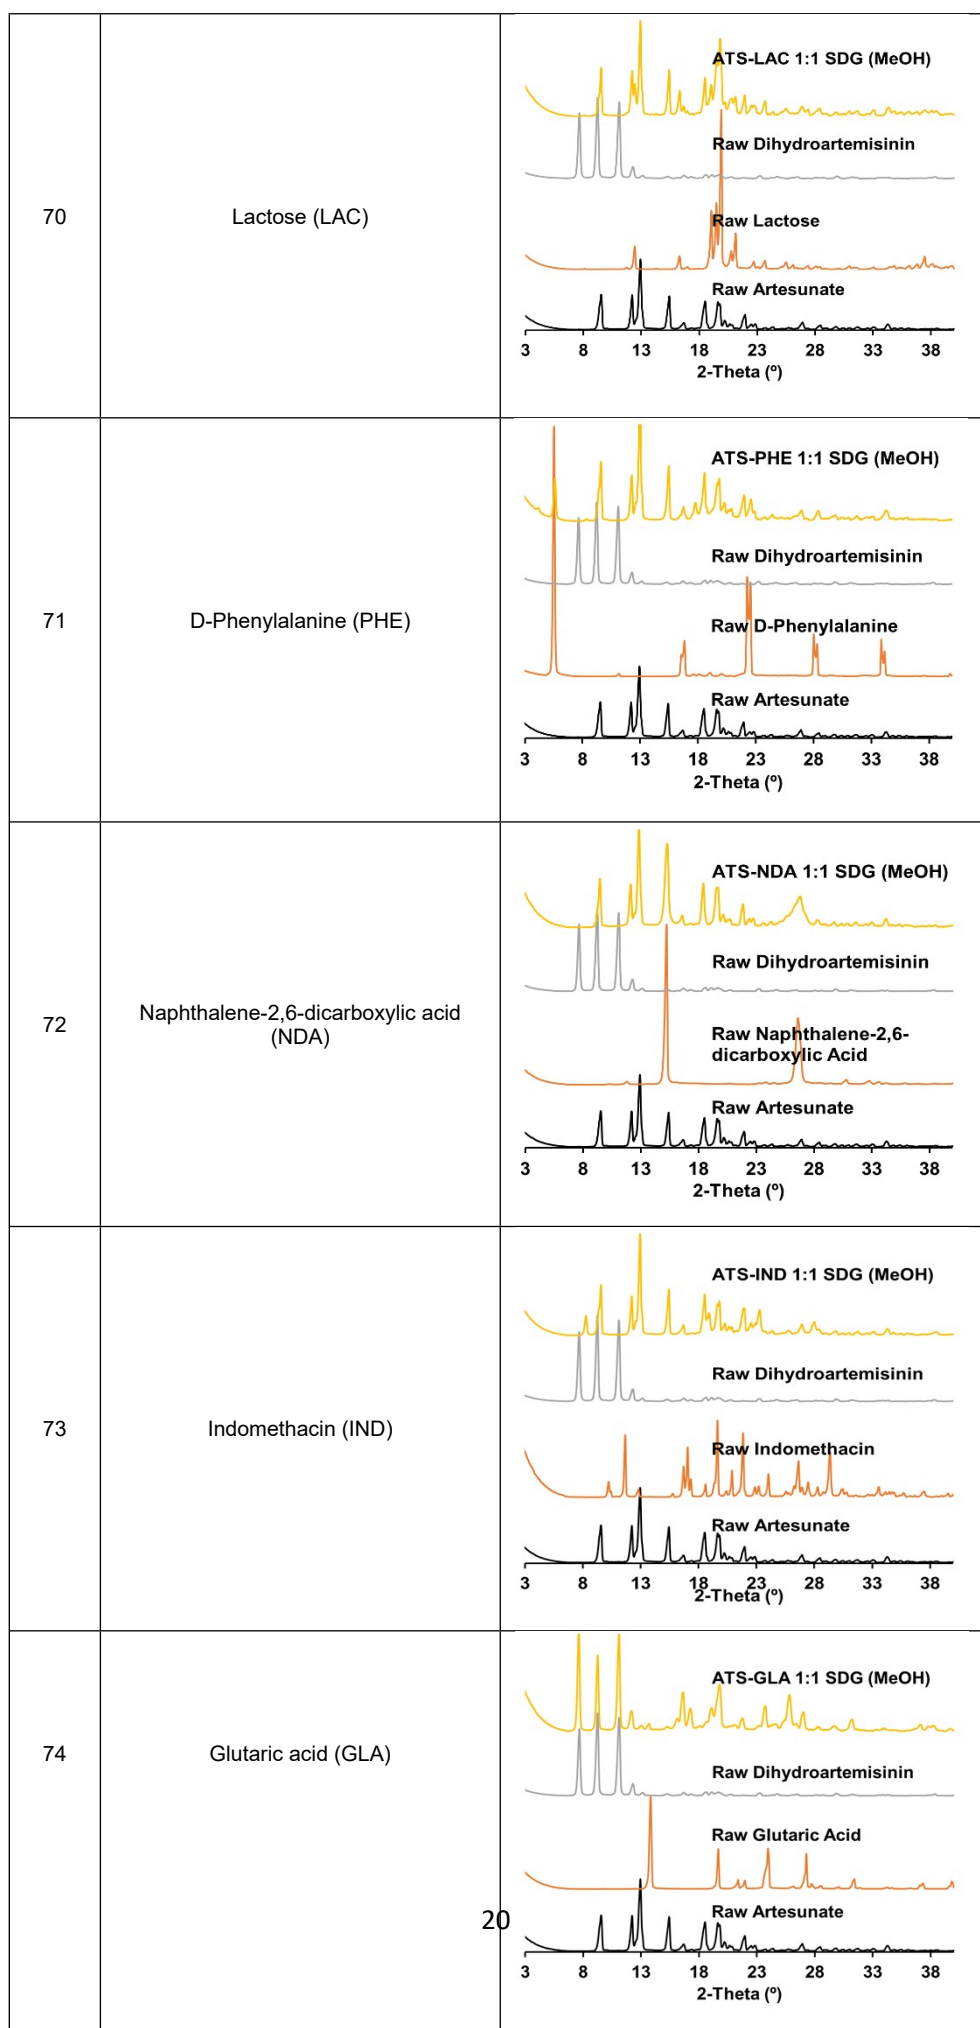 70
Lactose (LAC)
ATS-LAC 1:1 SDG (MeOH)
Raw Dihydroartemisinin
Raw Lactose
Raw Artesunate
3 8 13 18 23 28 33 38
2-Theta (º)
71
D-Phenylalanine (PHE)
ATS-PHE 1:1 SDG (MeOH)
Raw Dihydroartemisinin
Raw D-Phenylalanine
Raw Artesunate
3 8 13 18 23 28 33 38
2-Theta (º)
72
Naphthalene-2,6-dicarboxylic acid
(NDA)
ATS-NDA 1:1 SDG (MeOH)
Raw Dihydroartemisinin
Raw Naphthalene-2,6-
dicarboxylic Acid
Raw Artesunate
3 8 13 18 23 28 33 38
2-Theta (º)
73
Indomethacin (IND)
ATS-IND 1:1 SDG (MeOH)
Raw Dihydroartemisinin
Raw Indomethacin
Raw Artesunate
3 8 13 18 23 28 33 38
2-Theta (º)
74
Glutaric acid (GLA)
ATS-GLA 1:1 SDG (MeOH)
Raw Dihydroartemisinin
Raw Glutaric Acid
Raw Artesunate
3 8 13 18 23 28 33 38
2-Theta (º)
20